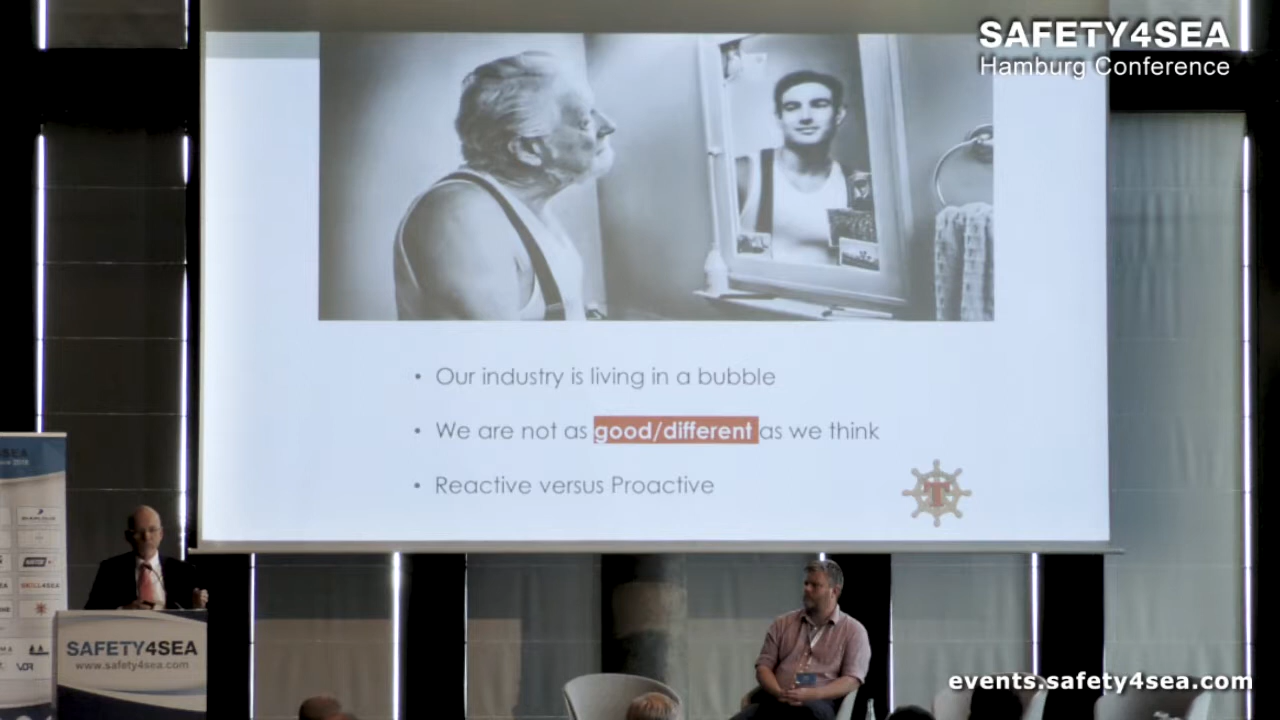 SAFETY4SEA
Hamburg Conference
• Our industry is living in a bubble
• We are not as good/different as we think
• Reactive versus Proactive
T
SAFETY4SEA
www.safety4sea.com
events.safety4sea.com